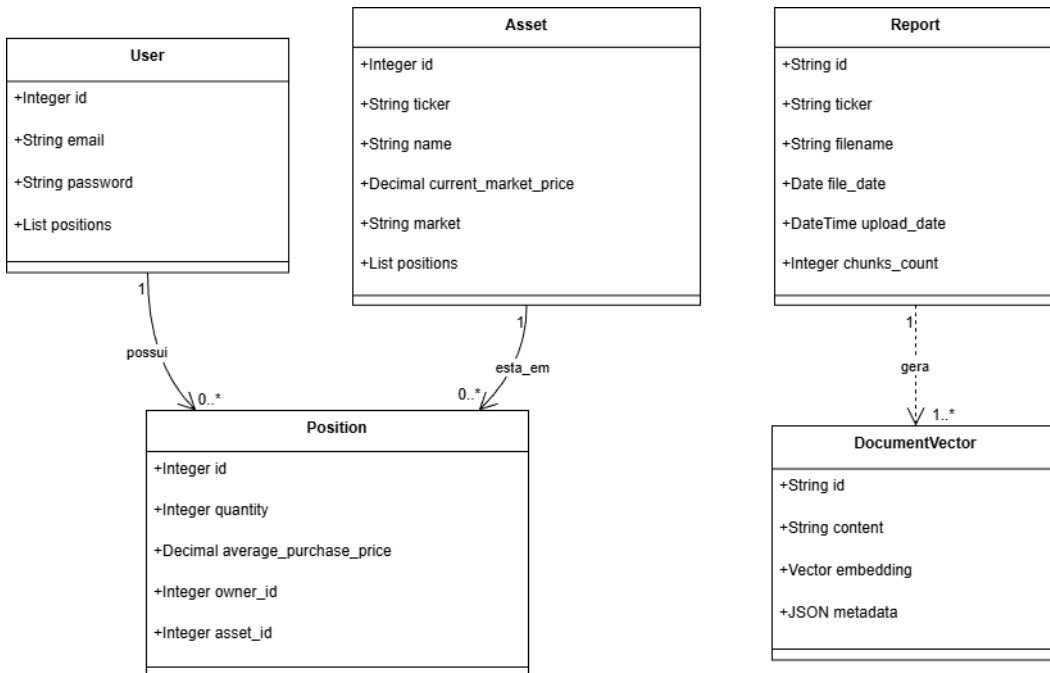 User
+Integer id
+String email
+String password
+List positions
1
possui
0..*
Asset
+Integer id
+String ticker
+String name
+Decimal current_market_price
+String market
+List positions
1
esta_em
0..*
Position
+Integer id
+Integer quantity
+Decimal average_purchase_price
+Integer owner_id
+Integer asset_id
Report
+String id
+String ticker
+String filename
+Date file_date
+DateTime upload_date
+Integer chunks_count
1
gera
1..*
DocumentVector
+String id
+String content
+Vector embedding
+JSON metadata